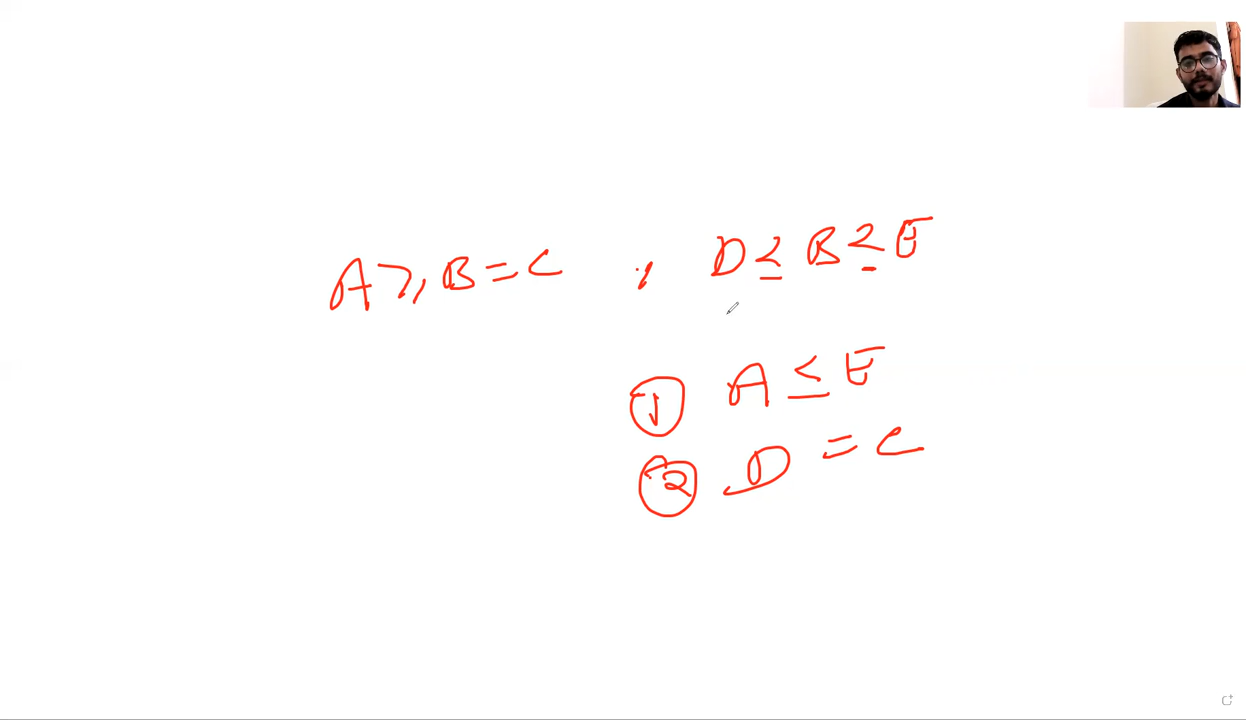 A ≥ B = C , D ≤ B ≤ E
① A ≤ E
② D = C